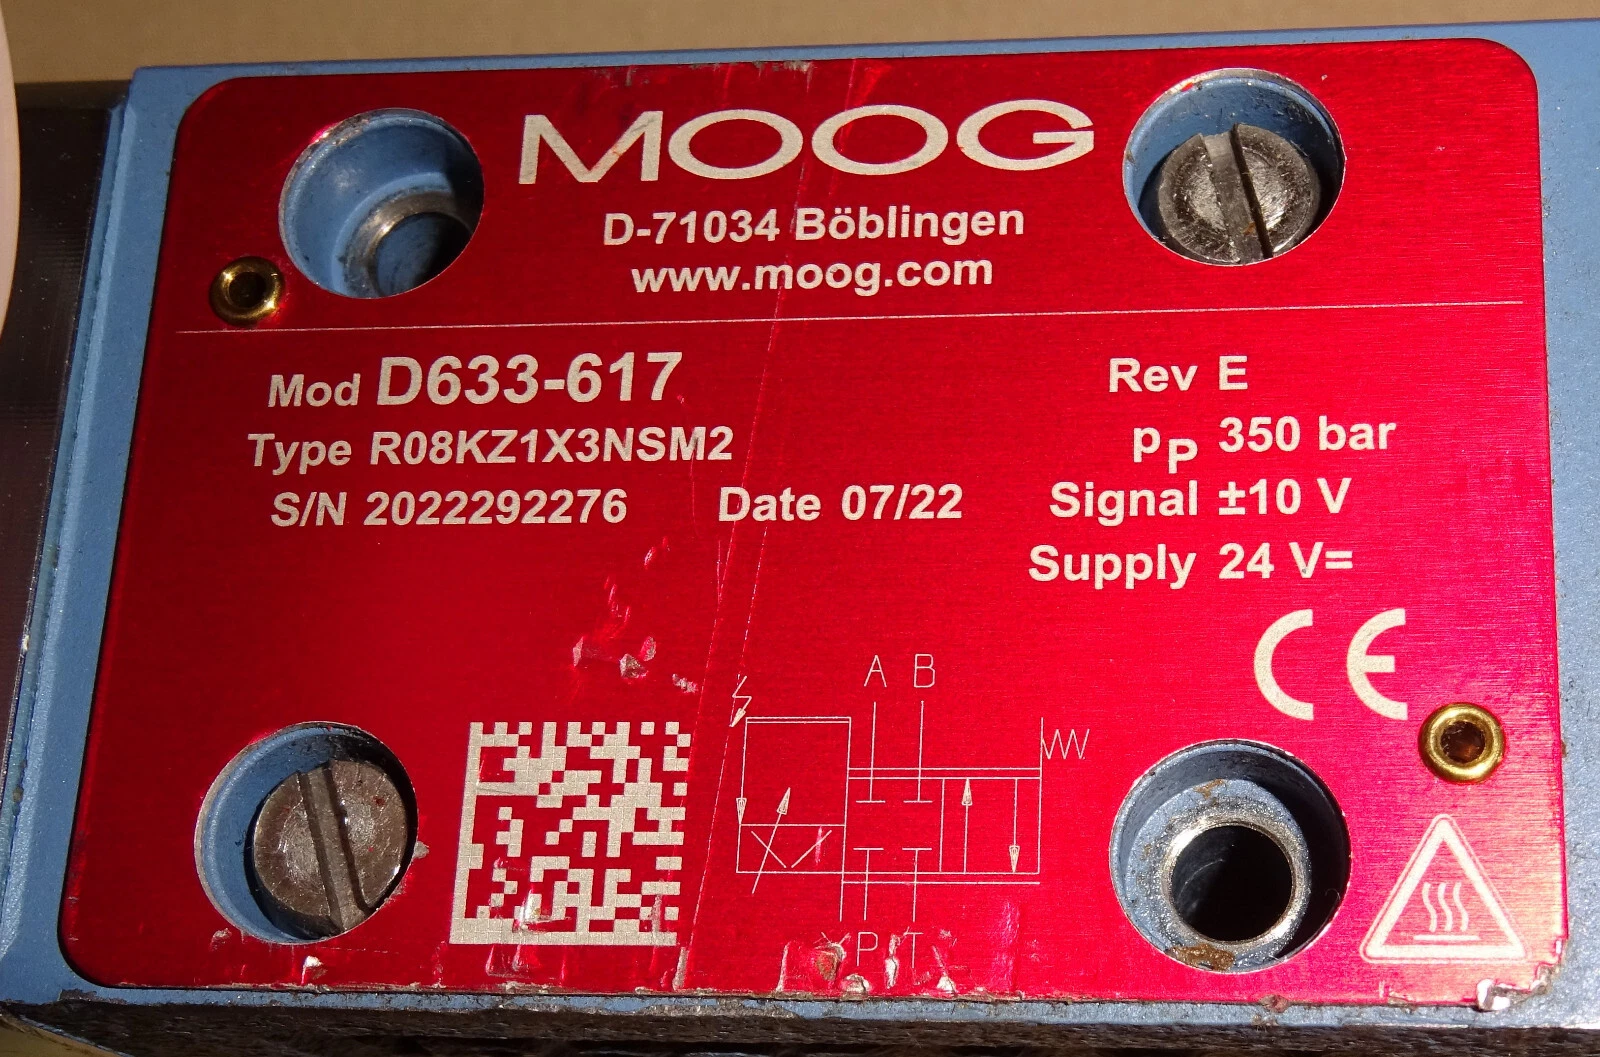 MOOG
D-71034 Böblingen
www.moog.com
Mod D633-617
Rev E
Type R08KZ1X3NSM2
pP 350 bar
S/N 2022292276 Date 07/22
Signal ±10 V
Supply 24 V=
CE
A B
Y P T